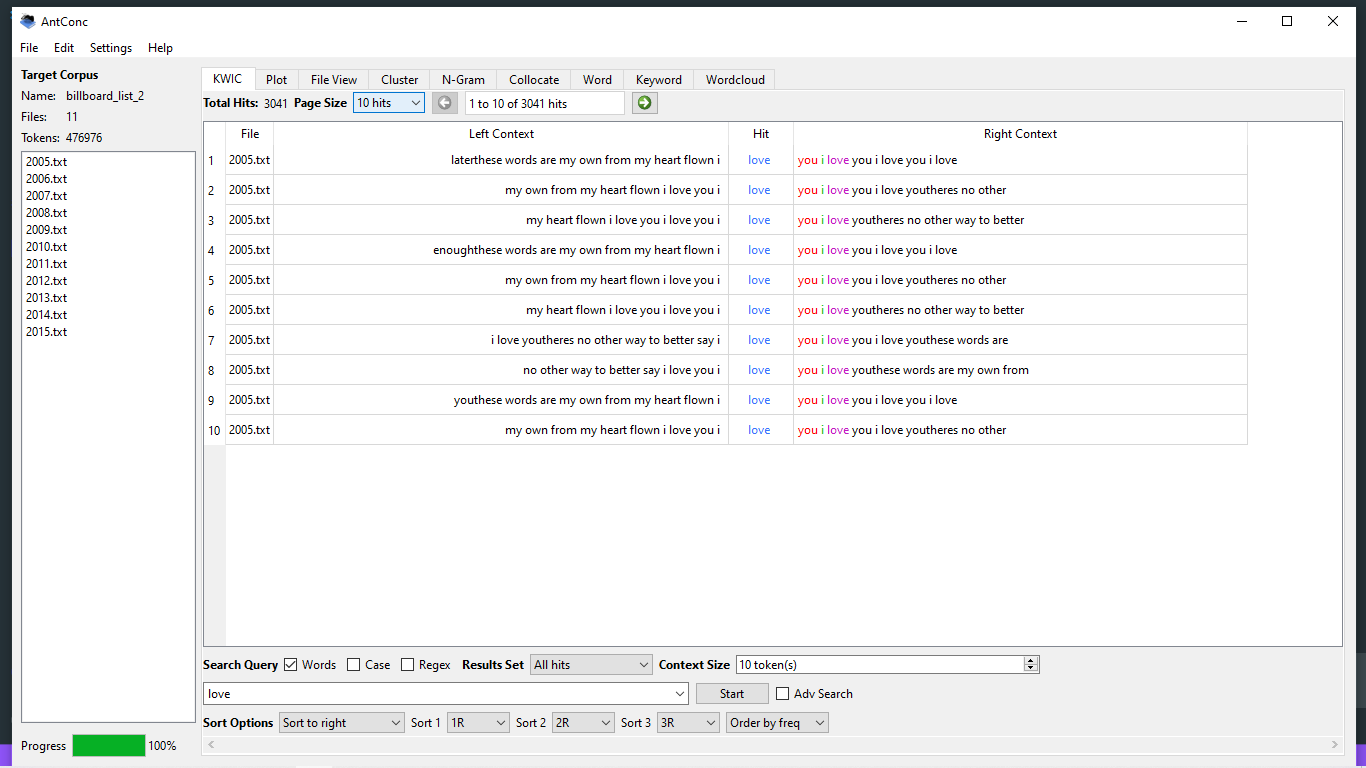 AntConc
File Edit Settings Help
Target Corpus
Name: billboard_list_2
Files: 11
Tokens: 476976
2005.txt
2006.txt
2007.txt
2008.txt
2009.txt
2010.txt
2011.txt
2012.txt
2013.txt
2014.txt
2015.txt
Progress 100%
KWIC Plot File View Cluster N-Gram Collocate Word Keyword Wordcloud
Total Hits: 3041 Page Size 10 hits 1 to 10 of 3041 hits
File Left Context Hit Right Context
1 2005.txt laterthese words are my own from my heart flown i love you i love you i love you i love
2 2005.txt my own from my heart flown i love you i love you i love you i love youtheres no other
3 2005.txt my heart flown i love you i love you i love you i love youtheres no other way to better
4 2005.txt enoughthese words are my own from my heart flown i love you i love you i love you i love
5 2005.txt my own from my heart flown i love you i love you i love you i love youtheres no other
6 2005.txt my heart flown i love you i love you i love you i love youtheres no other way to better
7 2005.txt i love youtheres no other way to better say i love you i love you i love youthese words are
8 2005.txt no other way to better say i love you i love you i love youthese words are my own from
9 2005.txt youthese words are my own from my heart flown i love you i love you i love you i love
10 2005.txt my own from my heart flown i love you i love you i love you i love youtheres no other
Search Query Words Case Regex Results Set All hits Context Size 10 token(s)
love Start Adv Search
Sort Options Sort to right Sort 1 1R Sort 2 2R Sort 3 3R Order by freq